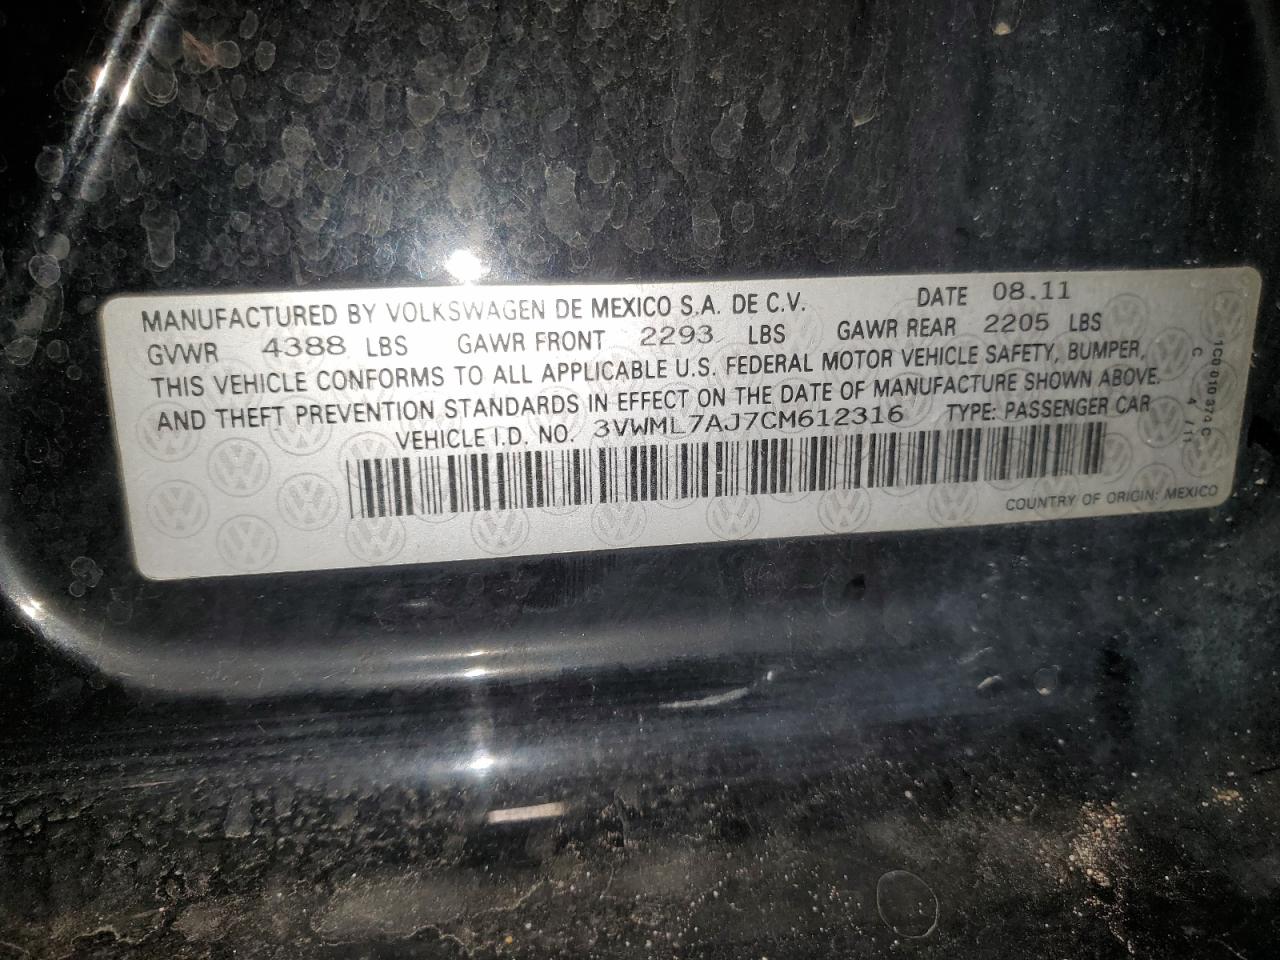 MANUFACTURED BY VOLKSWAGEN DE MEXICO S.A. DE C.V. DATE 08.11
GVWR 4388 LBS GAWR FRONT 2293 LBS GAWR REAR 2205 LBS
THIS VEHICLE CONFORMS TO ALL APPLICABLE U.S. FEDERAL MOTOR VEHICLE SAFETY, BUMPER,
AND THEFT PREVENTION STANDARDS IN EFFECT ON THE DATE OF MANUFACTURE SHOWN ABOVE.
VEHICLE I.D. NO. 3VWML7AJ7CM612316 TYPE: PASSENGER CAR
COUNTRY OF ORIGIN: MEXICO
C 4 / 11